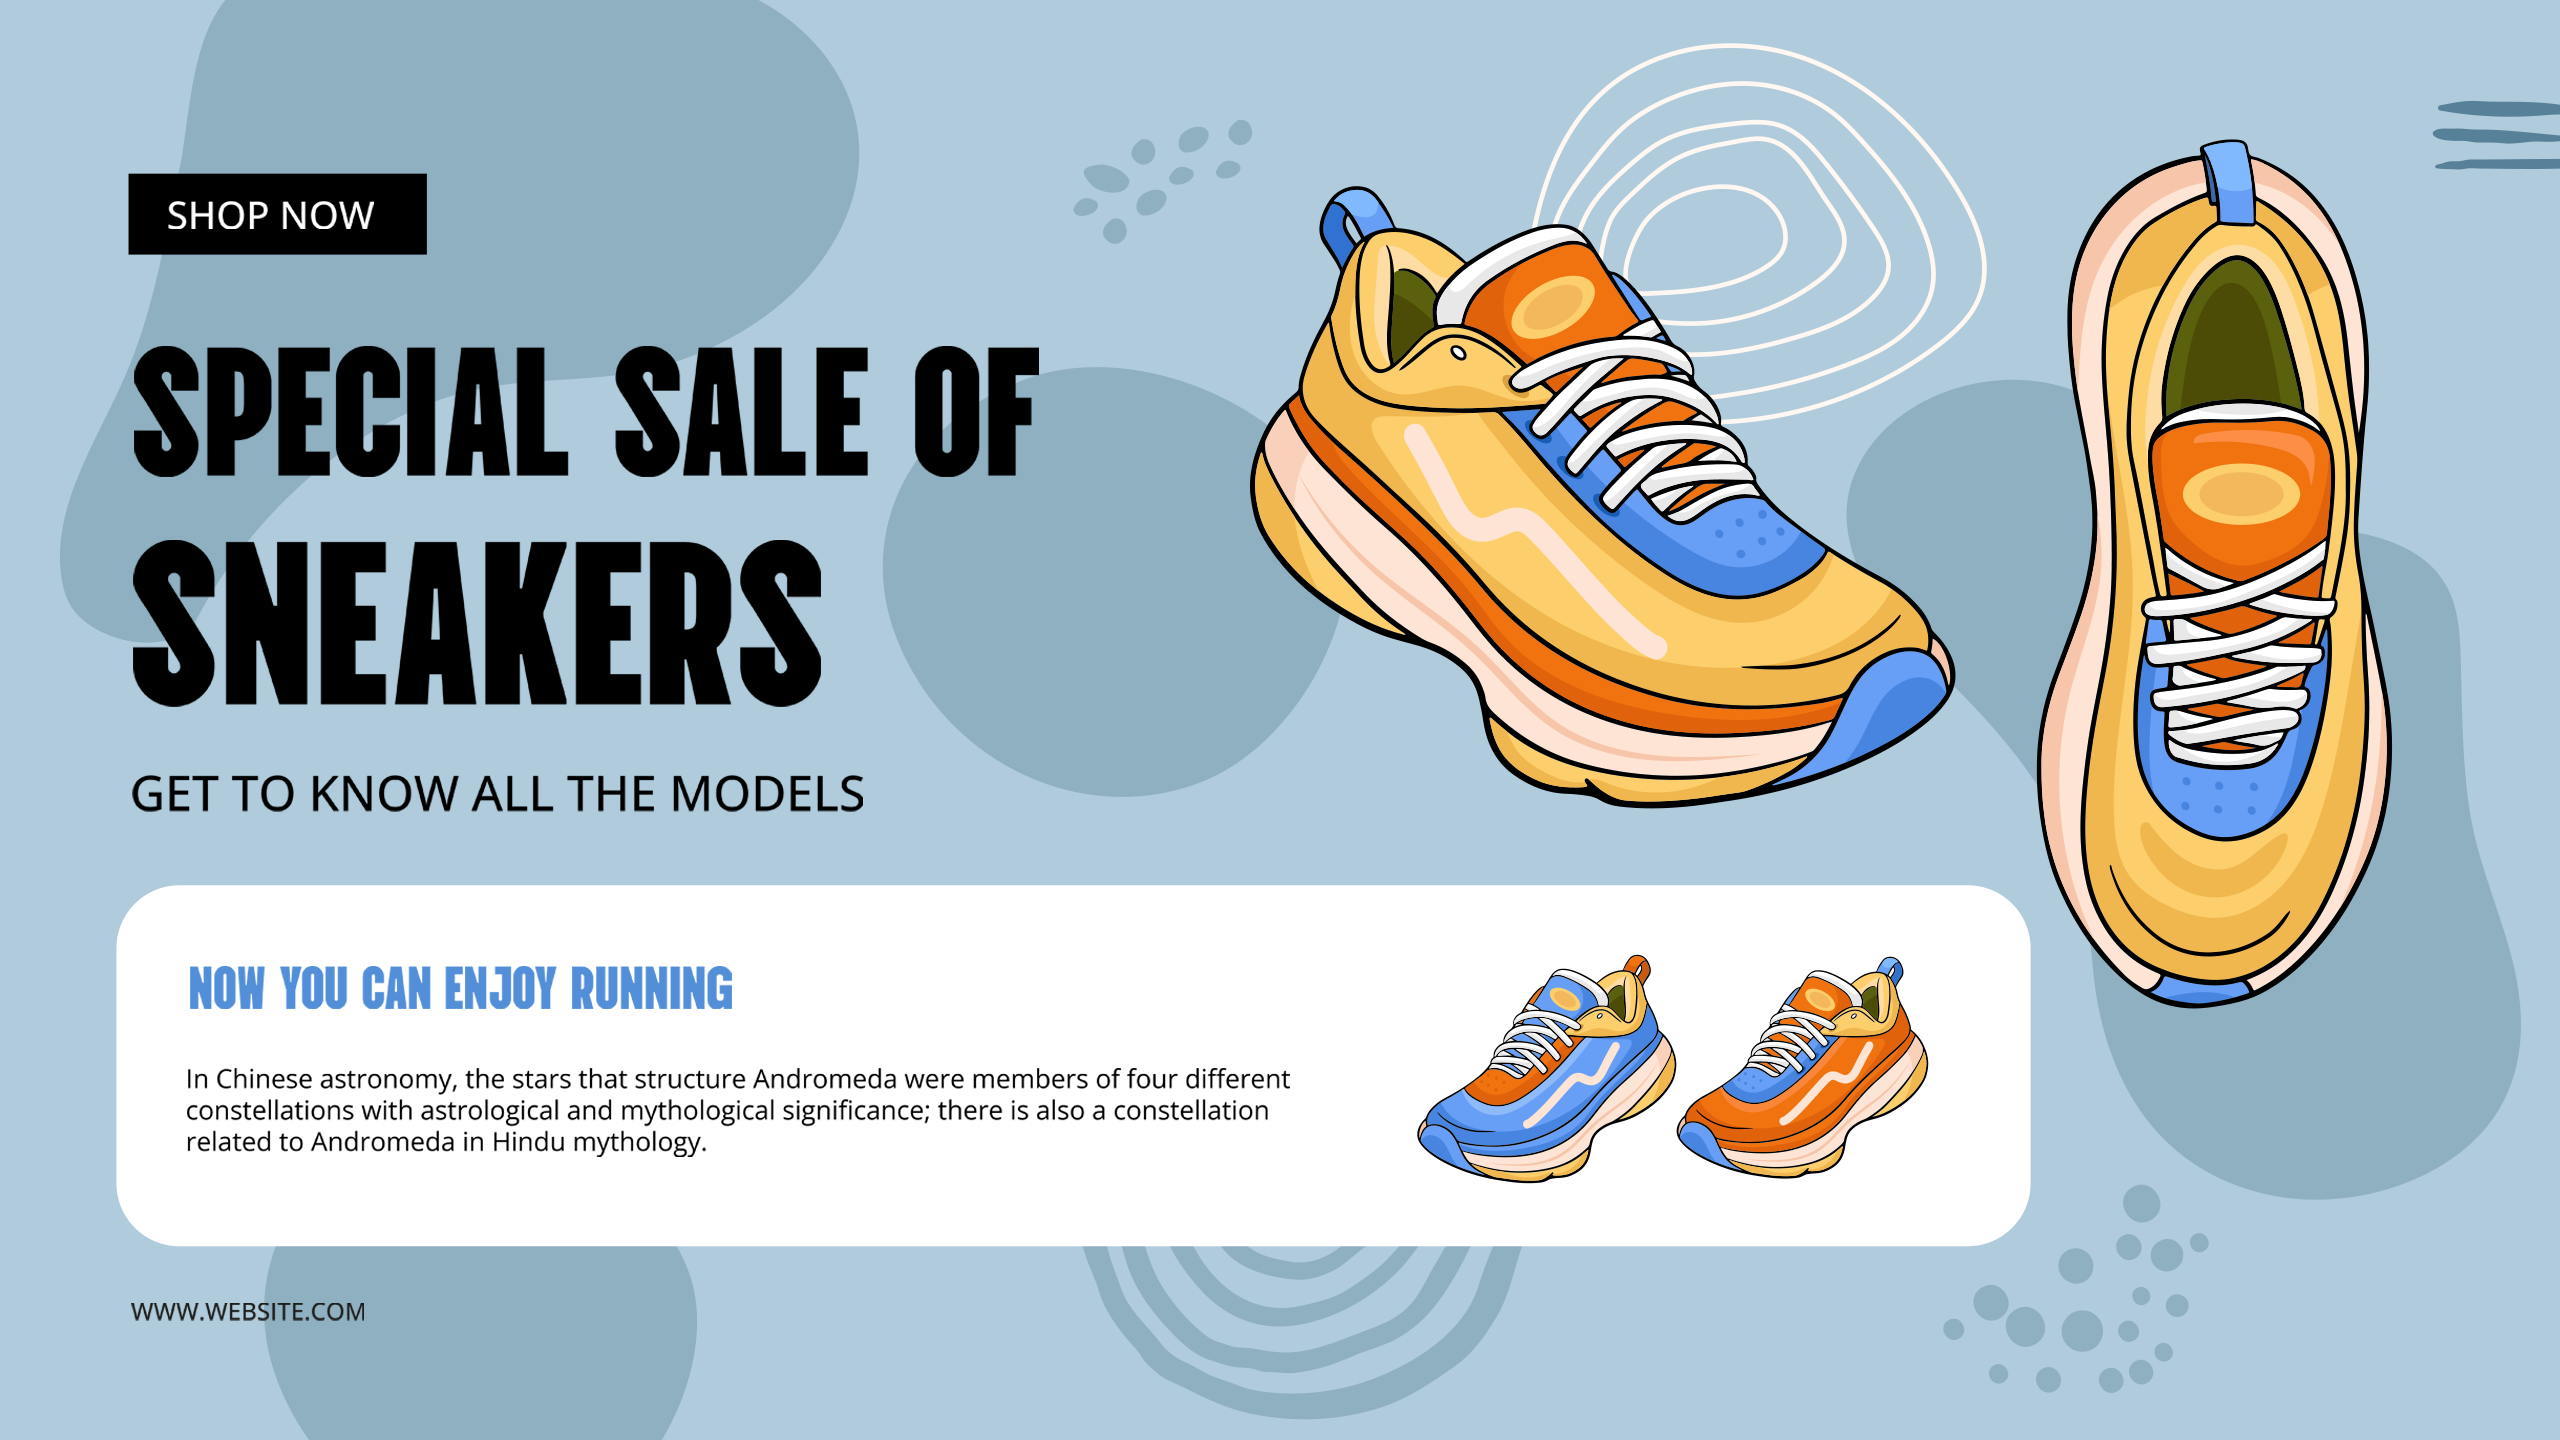 SHOP NOW
SPECIAL SALE OF
SNEAKERS
GET TO KNOW ALL THE MODELS
NOW YOU CAN ENJOY RUNNING
In Chinese astronomy, the stars that structure Andromeda were members of four different
constellations with astrological and mythological significance; there is also a constellation
related to Andromeda in Hindu mythology.
WWW.WEBSITE.COM